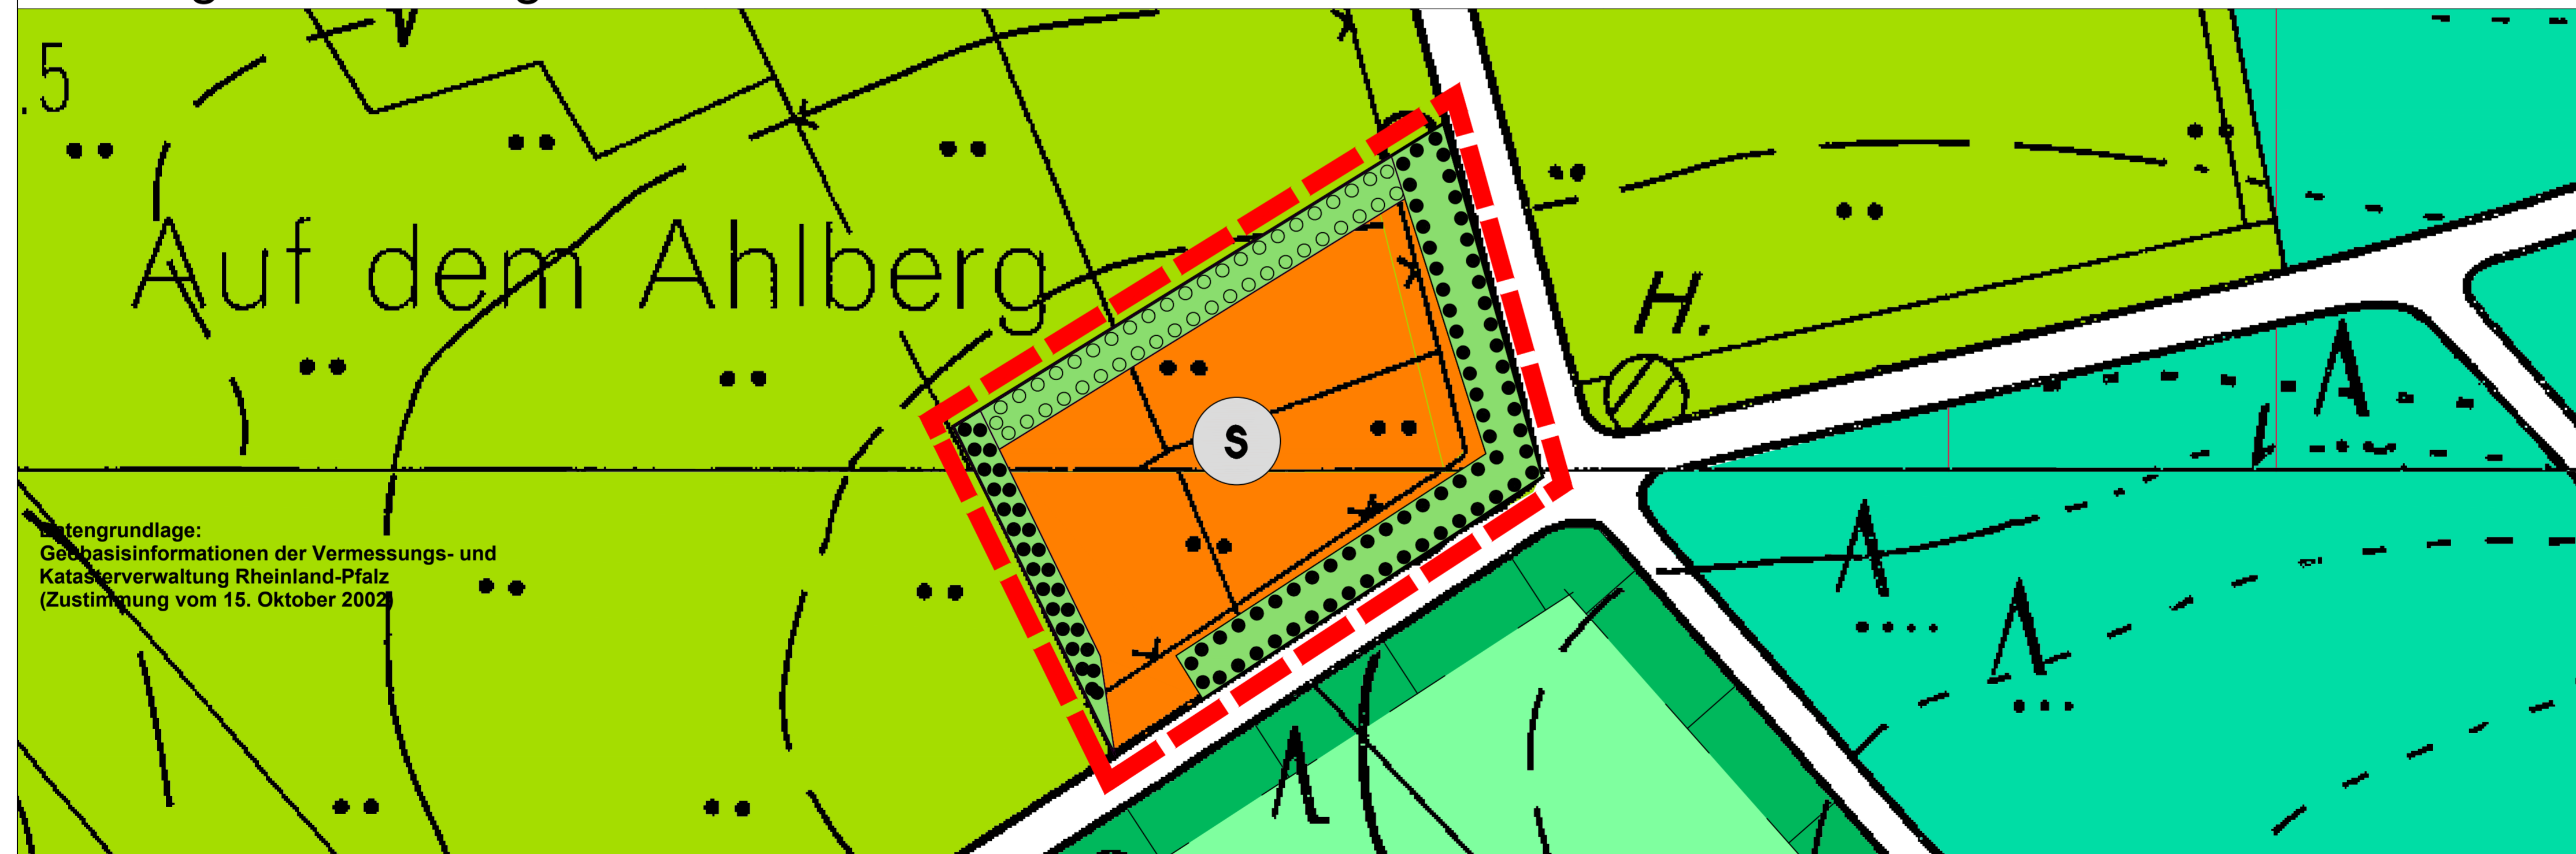 .5
Auf dem Ahlberg
H.
S
Datengrundlage:
Geobasisinformationen der Vermessungs- und
Katasterverwaltung Rheinland-Pfalz
(Zustimmung vom 15. Oktober 2002)